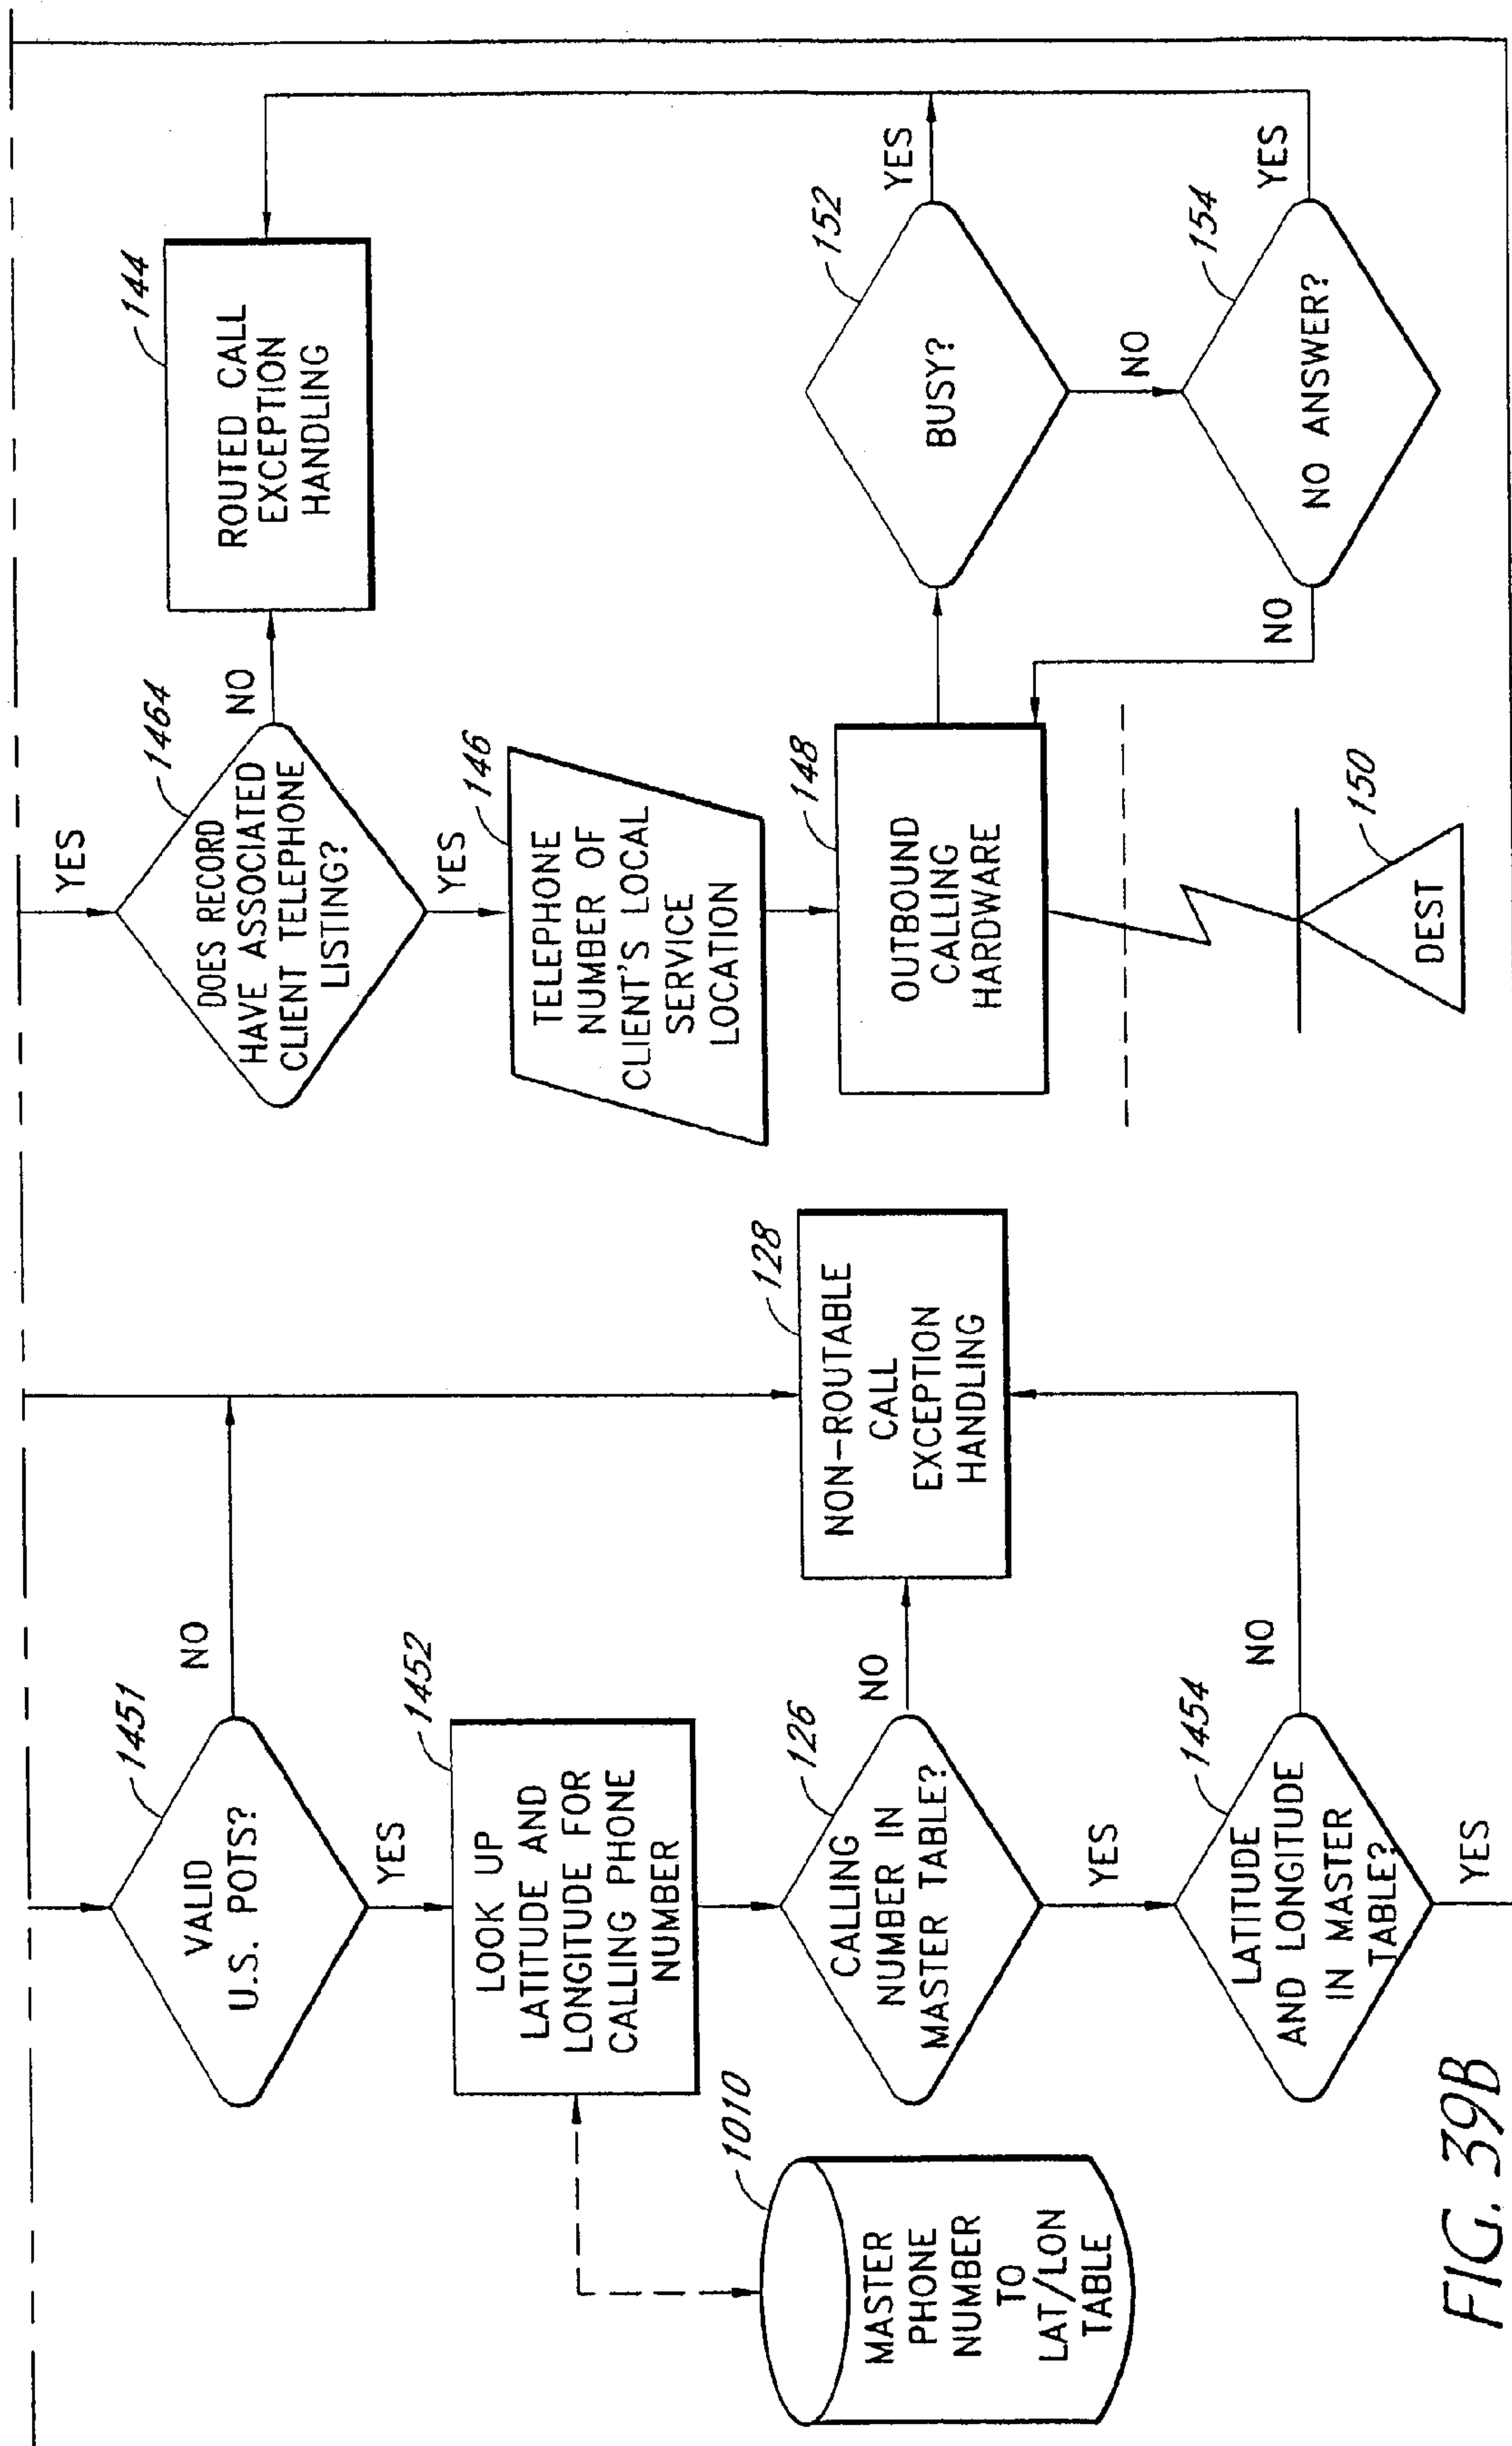 VALID
U.S. POTS?
1451
NO
YES
LOOK UP
LATITUDE AND
LONGITUDE FOR
CALLING PHONE
NUMBER
1452
MASTER
PHONE
NUMBER
TO
LAT/LON
TABLE
1010
CALLING
NUMBER IN
MASTER TABLE?
126
NO
YES
NON-ROUTABLE
CALL
EXCEPTION
HANDLING
128
LATITUDE
AND LONGITUDE
IN MASTER
TABLE?
1454
NO
YES
YES
DOES RECORD
HAVE ASSOCIATED
CLIENT TELEPHONE
LISTING?
1464
NO
YES
ROUTED CALL
EXCEPTION
HANDLING
144
TELEPHONE
NUMBER OF
CLIENT'S LOCAL
SERVICE
LOCATION
146
OUTBOUND
CALLING
HARDWARE
148
BUSY?
152
YES
NO
NO ANSWER?
154
YES
NO
DEST
150
FIG. 39B